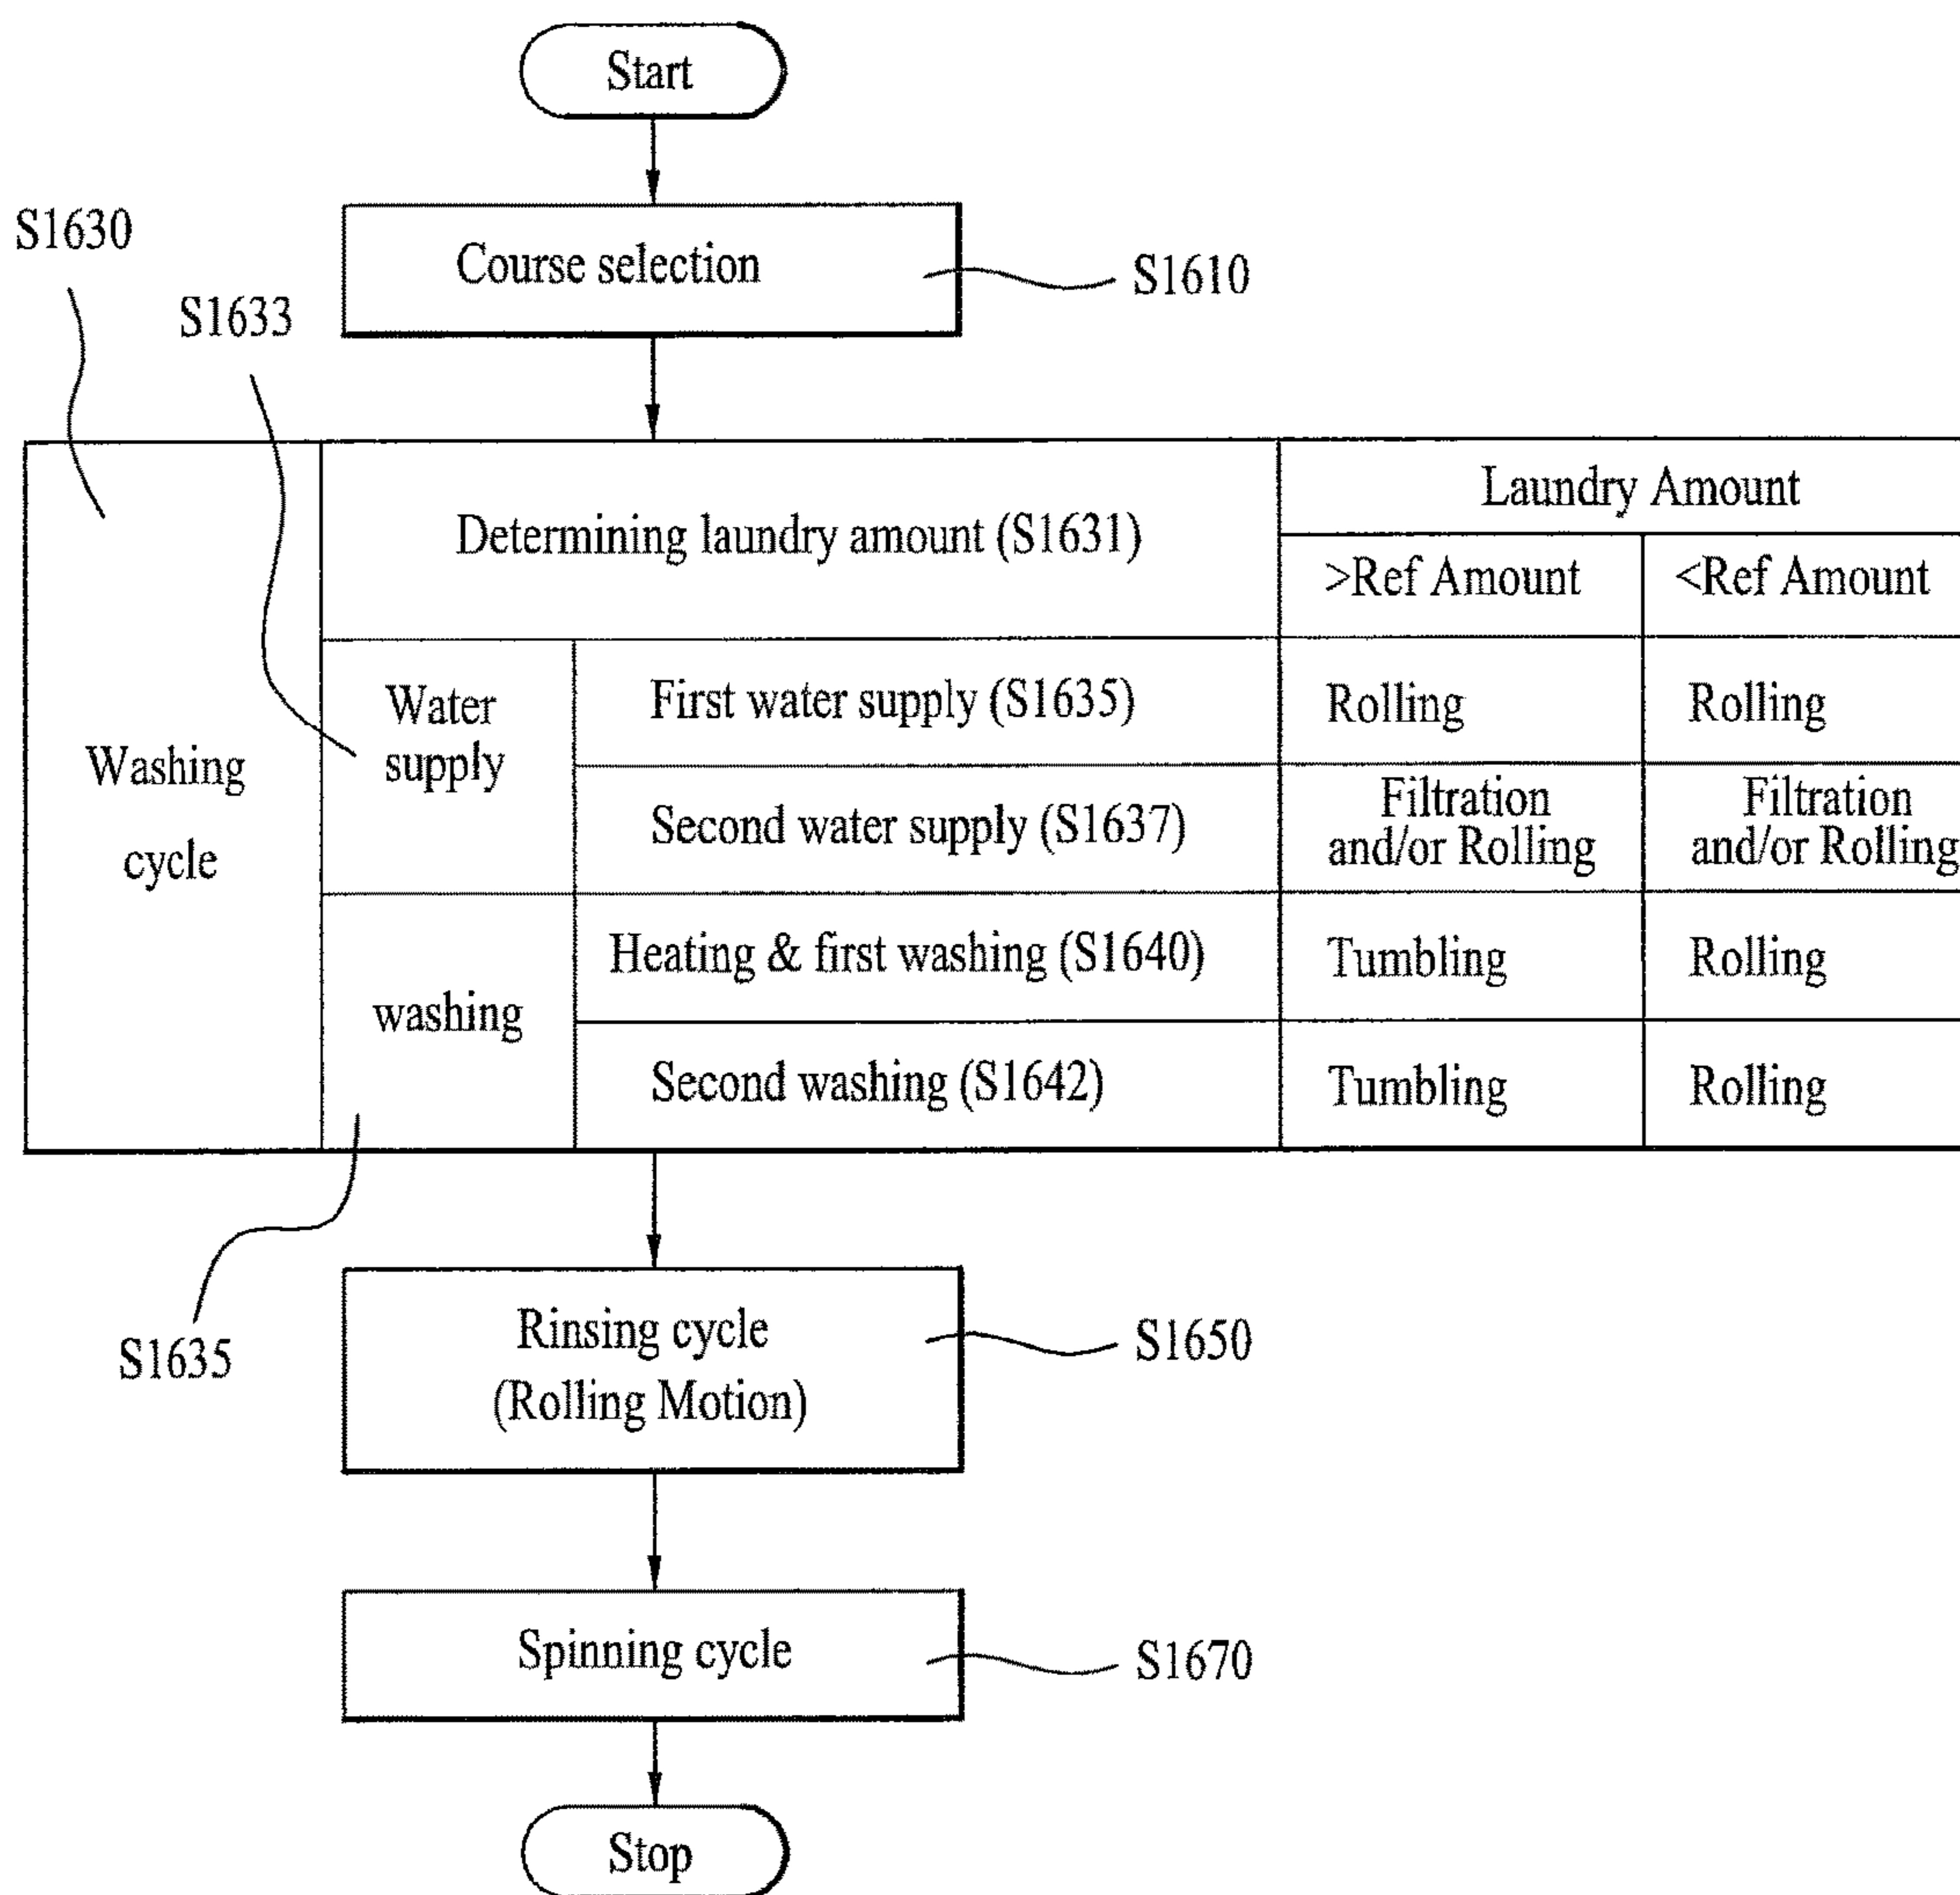 Start
Course selection
S1610
S1630
S1633
Determining laundry amount (S1631)
Laundry Amount
>Ref Amount
<Ref Amount
Washing
cycle
Water
supply
First water supply (S1635)
Rolling
Rolling
Second water supply (S1637)
Filtration
and/or Rolling
Filtration
and/or Rolling
washing
Heating & first washing (S1640)
Tumbling
Rolling
Second washing (S1642)
Tumbling
Rolling
S1635
Rinsing cycle
(Rolling Motion)
S1650
Spinning cycle
S1670
Stop